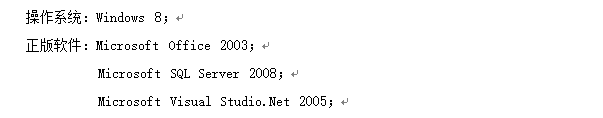 操作系统：Windows 8；
正版软件：Microsoft Office 2003；
Microsoft SQL Server 2008；
Microsoft Visual Studio.Net 2005；